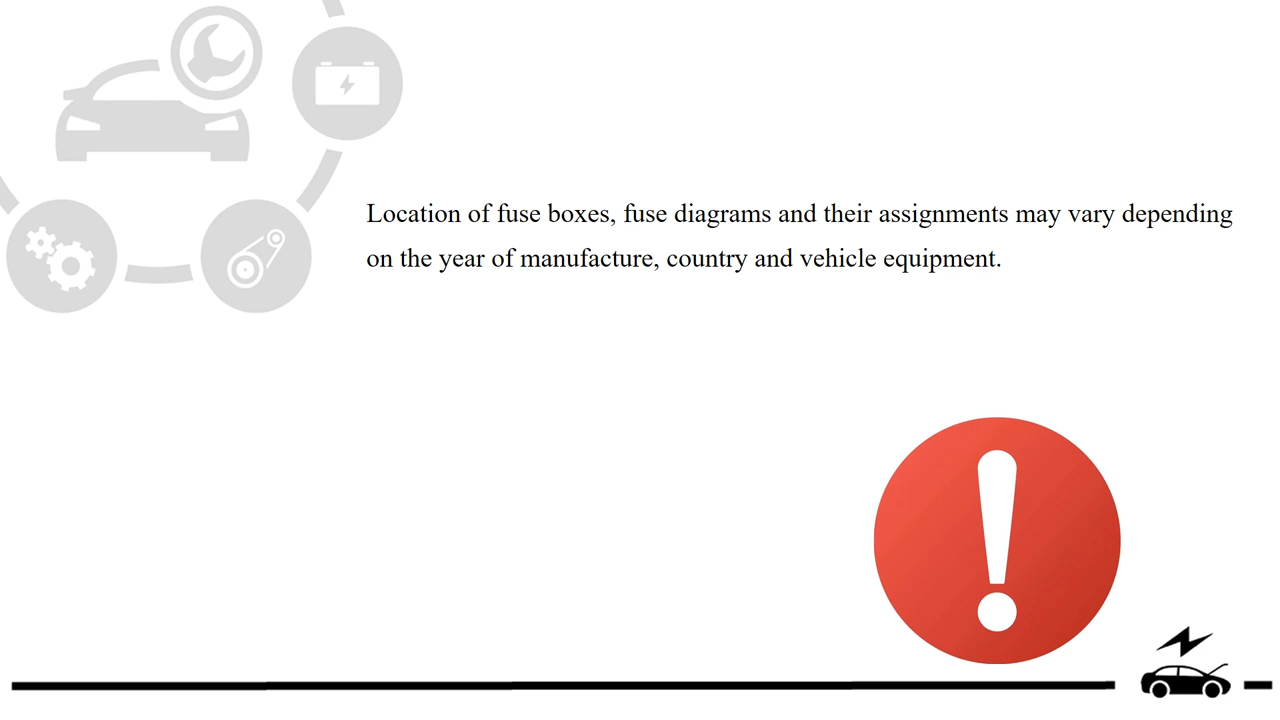 Location of fuse boxes, fuse diagrams and their assignments may vary depending
on the year of manufacture, country and vehicle equipment.